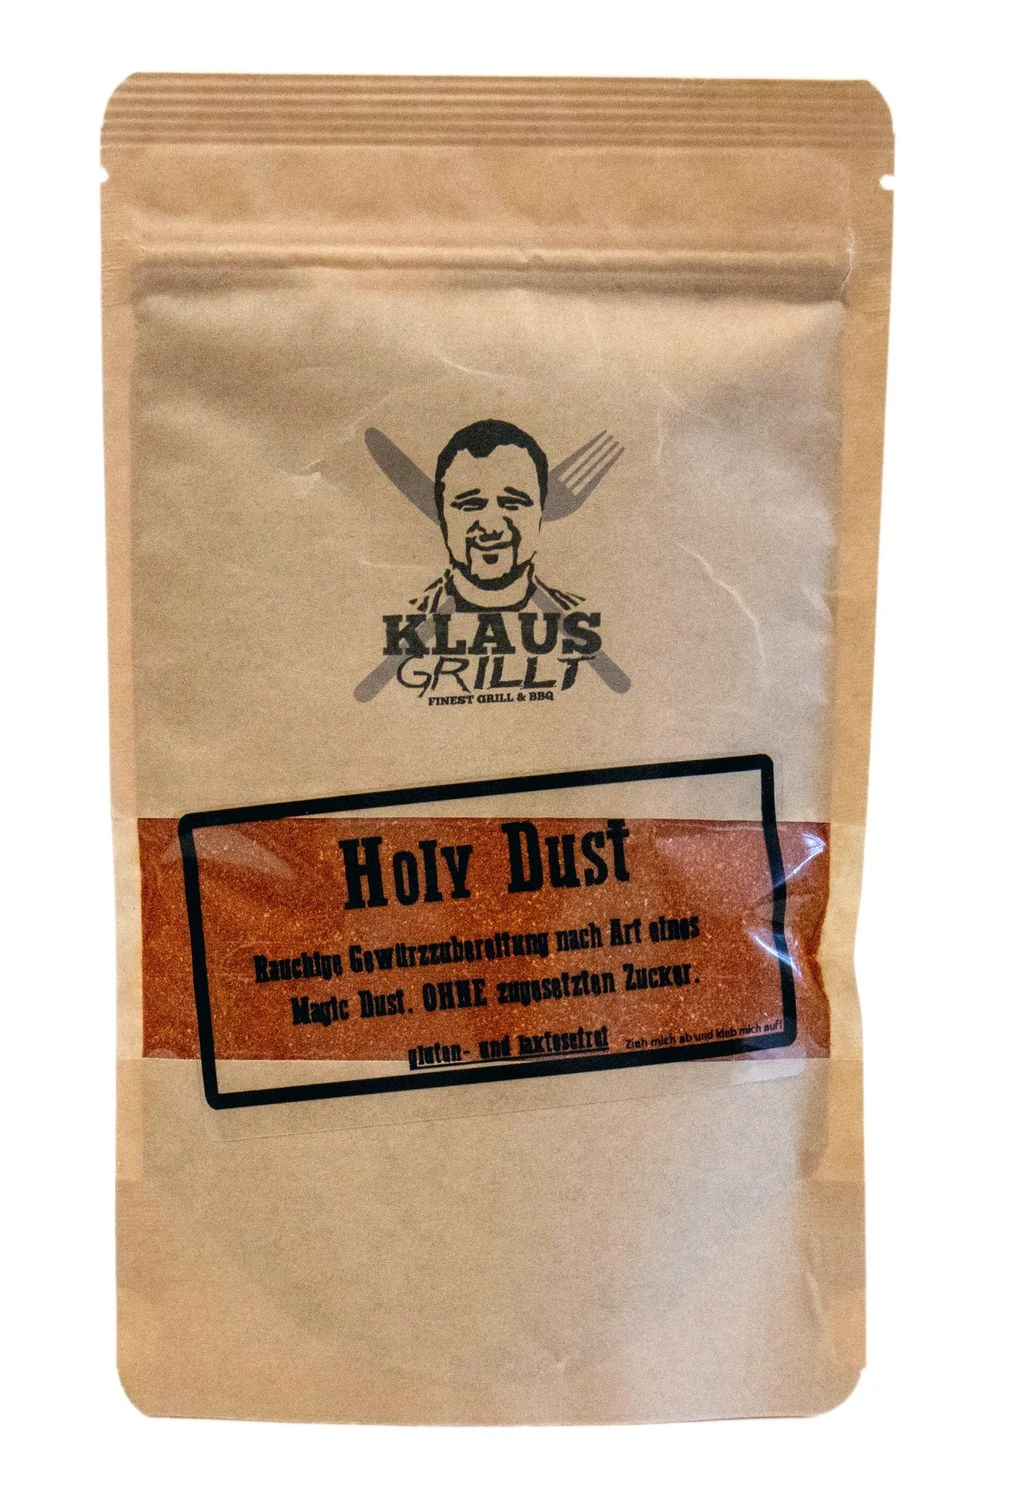 KLAUS
GRILLT
FINEST GRILL & BBQ
Holy Dust
Rauchige Gewürzzubereitung nach Art eines
Magic Dust. OHNE zugesetzten Zucker.
gluten- und laxtosefrei
Zieh mich ab und kleb mich auf!